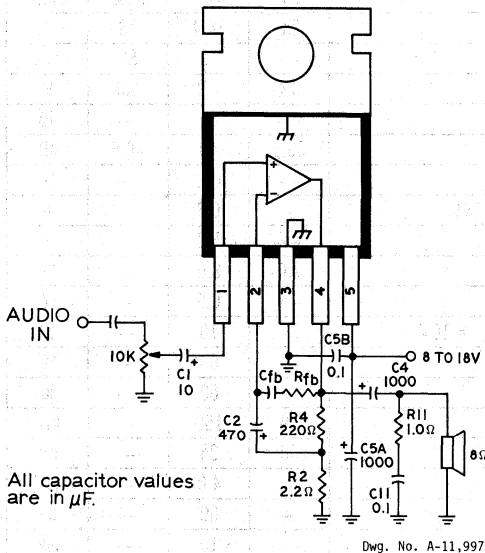 +
−
1 2 3 4 5
AUDIO
IN
10K
C1 +
10
C5B
0.1
8 TO 18V
C4
1000
+
Cfb Rfb
C2
470
+
R4
220Ω
R2
2.2Ω
+
C5A
1000
R11
1.0Ω
C11
0.1
8Ω
All capacitor values
are in µF.
Dwg. No. A-11,997